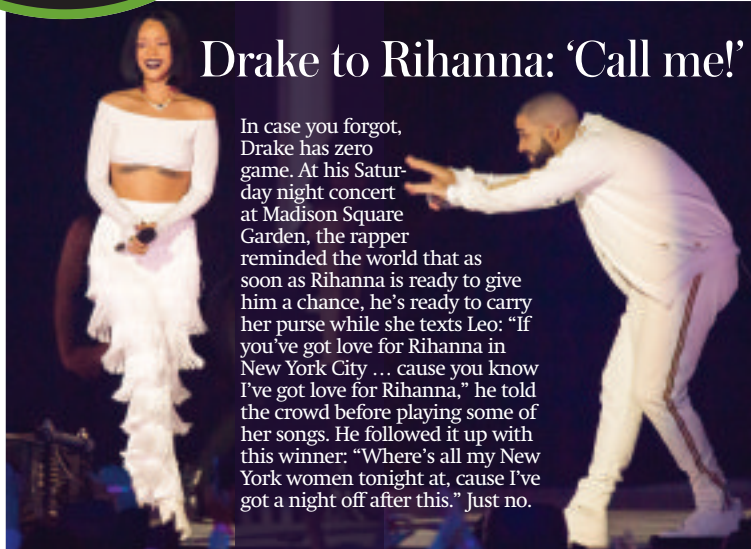 Drake to Rihanna: ‘Call me!’
In case you forgot,
Drake has zero
game. At his Satur-
day night concert
at Madison Square
Garden, the rapper
reminded the world that as
soon as Rihanna is ready to give
him a chance, he’s ready to carry
her purse while she texts Leo: “If
you’ve got love for Rihanna in
New York City … cause you know
I’ve got love for Rihanna,” he told
the crowd before playing some of
her songs. He followed it up with
this winner: “Where’s all my New
York women tonight at, cause I’ve
got a night off after this.” Just no.